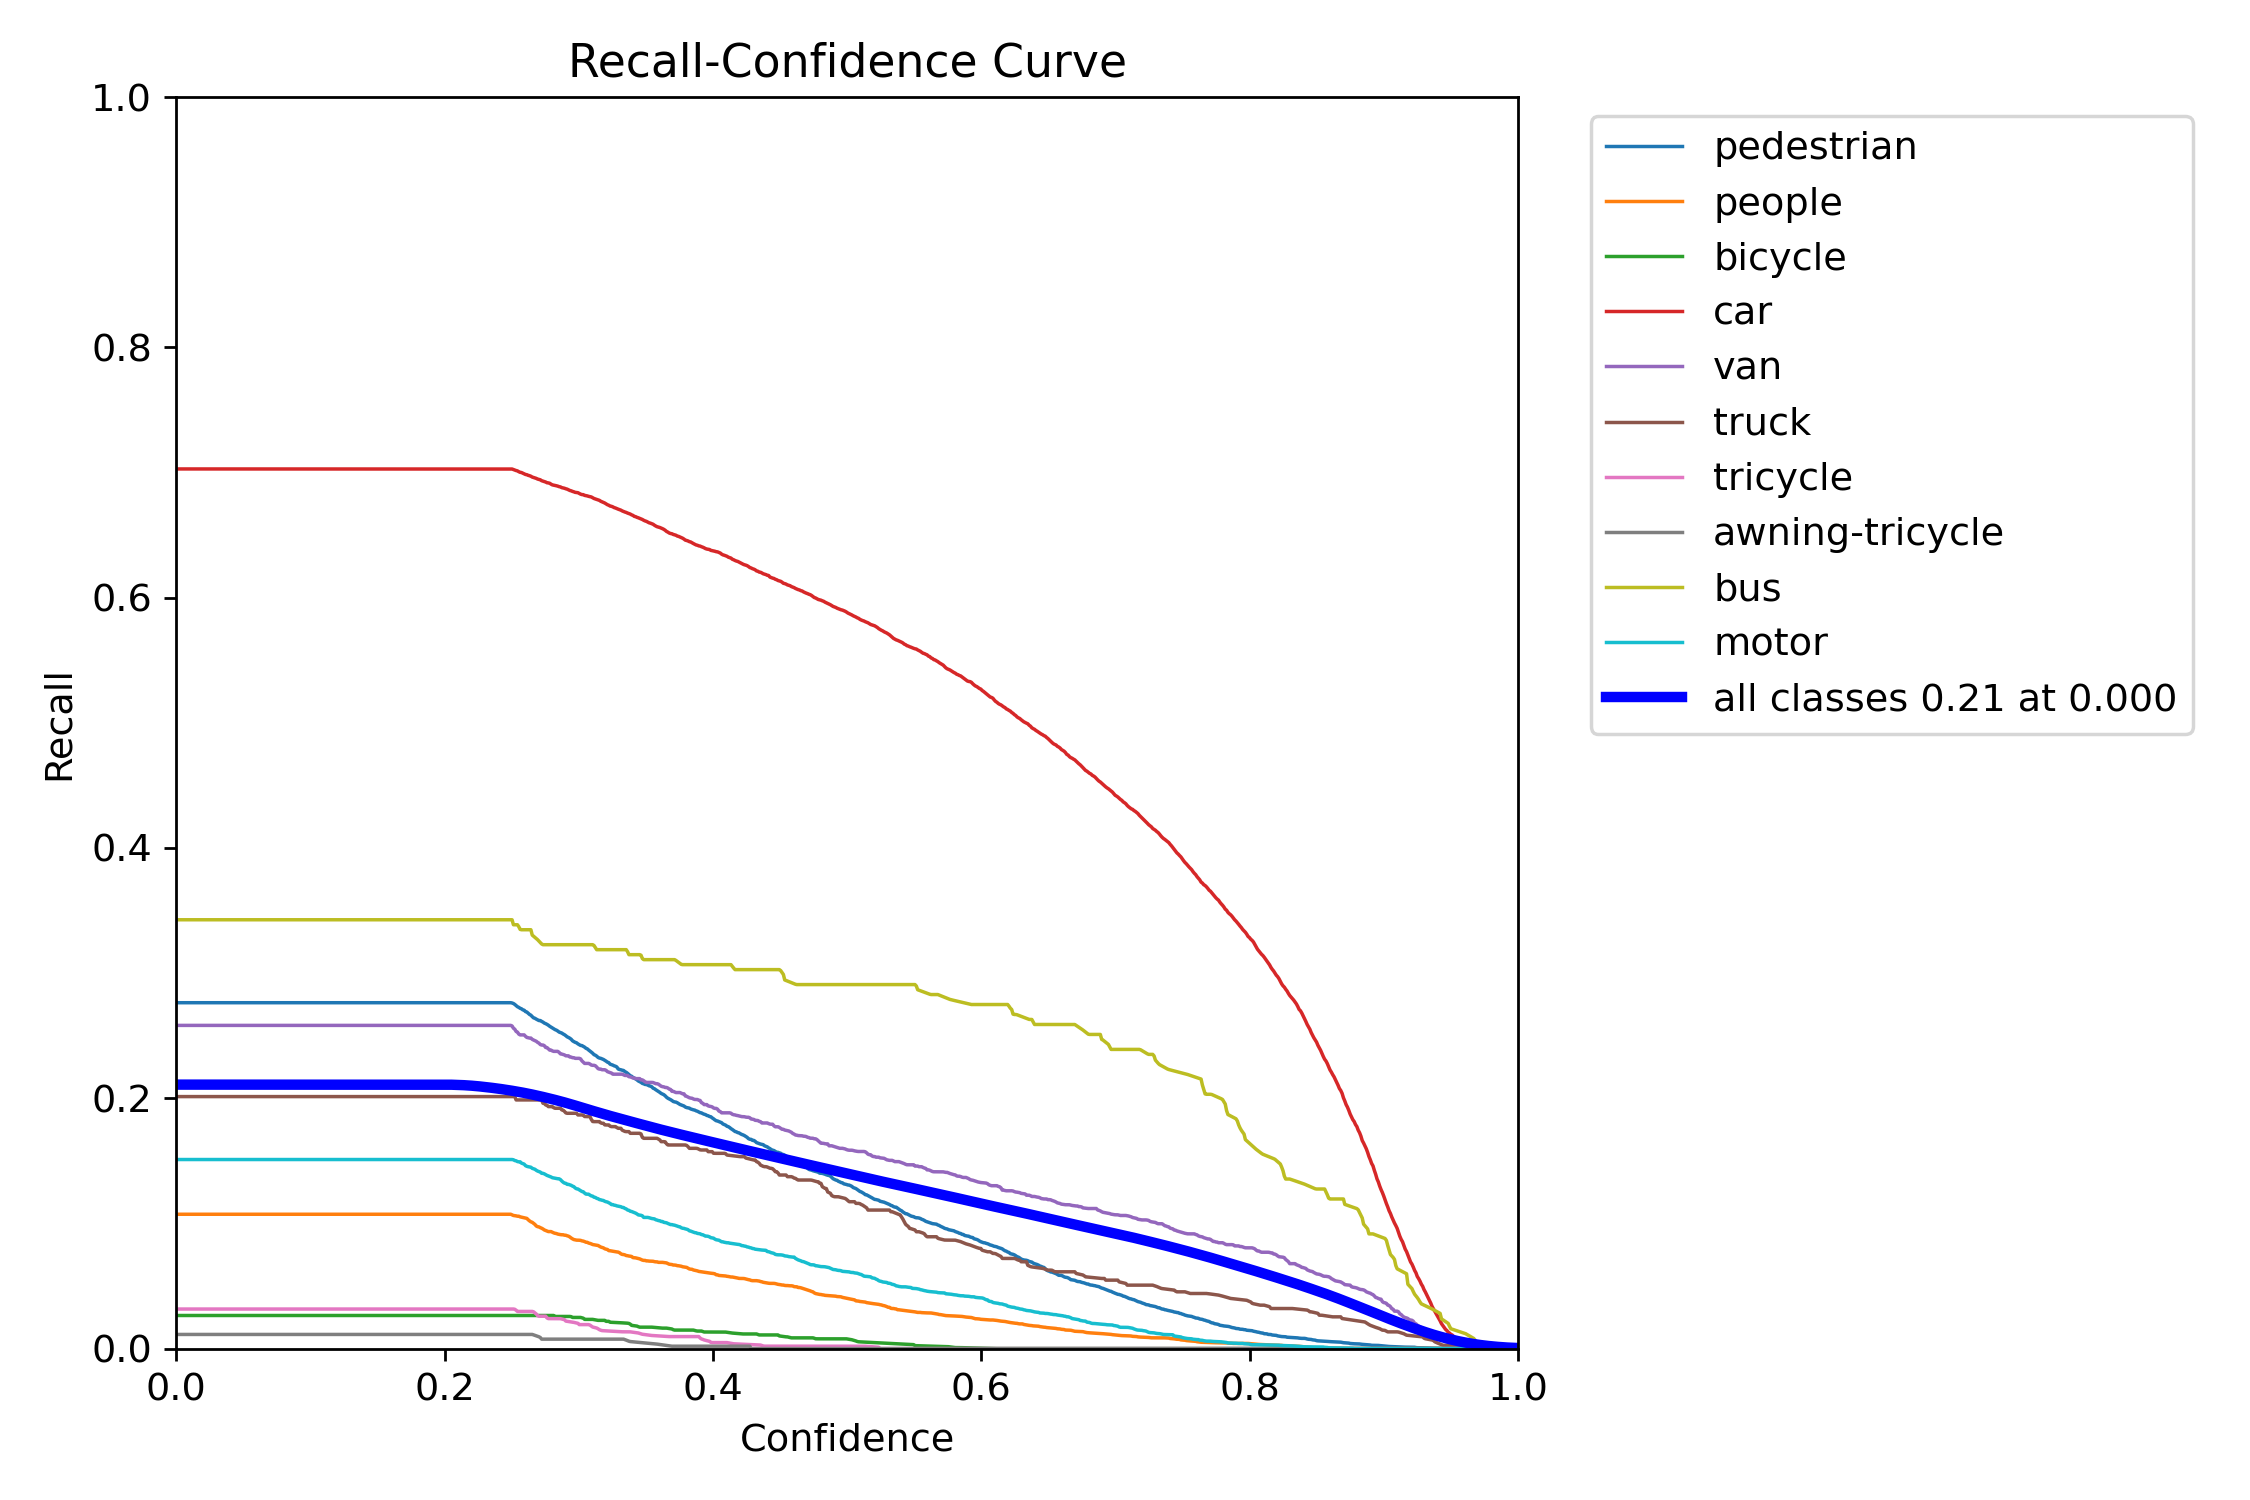 Recall-Confidence Curve
1.0
0.8
0.6
0.4
0.2
0.0
Recall
0.0 0.2 0.4 0.6 0.8 1.0
Confidence
pedestrian
people
bicycle
car
van
truck
tricycle
awning-tricycle
bus
motor
all classes 0.21 at 0.000